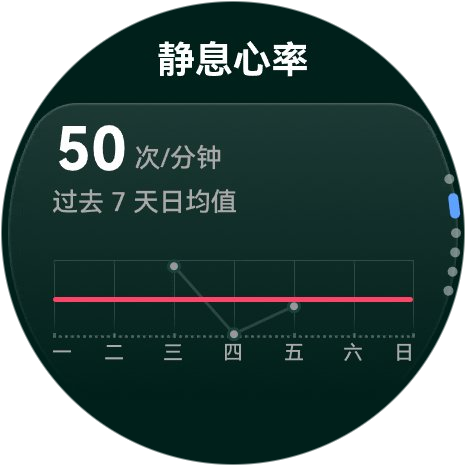 静息心率
50 次/分钟
过去 7 天日均值
一 二 三 四 五 六 日